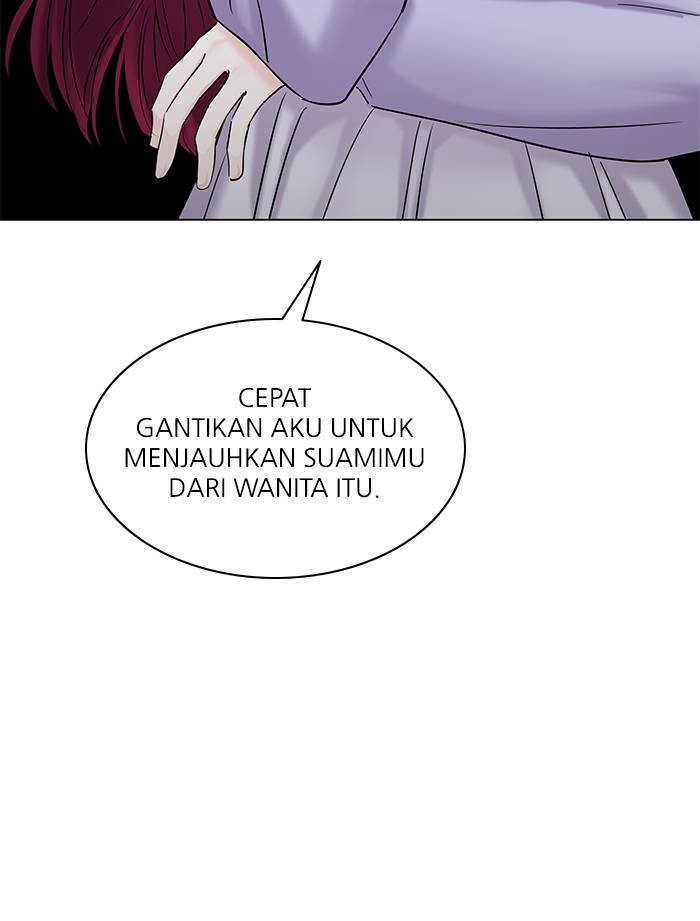 CEPAT
GANTIKAN AKU UNTUK
MENJAUHKAN SUAMIMU
DARI WANITA ITU.